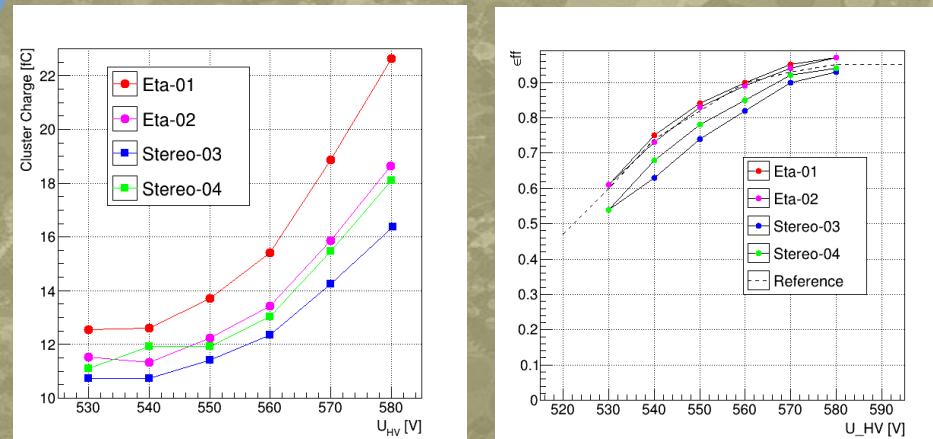 Cluster Charge [fC]
22
20
18
16
14
12
10
Eta-01
Eta-02
Stereo-03
Stereo-04
530 540 550 560 570 580
U_HV [V]
ϵff
0.9
0.8
0.7
0.6
0.5
0.4
0.3
0.2
0.1
0
Eta-01
Eta-02
Stereo-03
Stereo-04
Reference
520 530 540 550 560 570 580 590
U_HV [V]